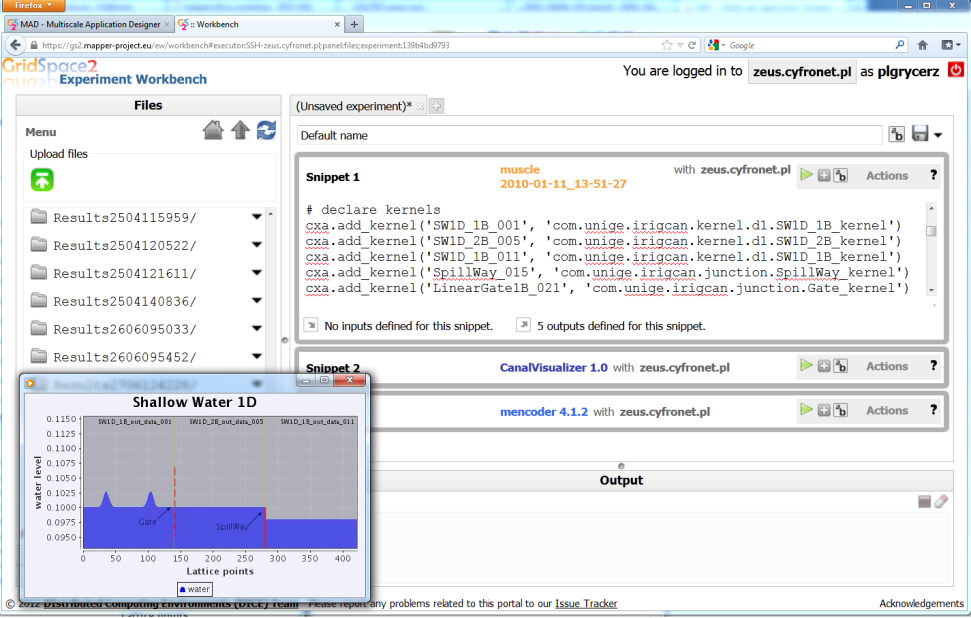 Firefox
MAD - Multiscale Application Designer
GS2 :: Workbench
https://gs2.mapper-project.eu/ew/workbench#executor:SSH-zeus.cyfronet.pl;panel:files;experiment:139b4bd9793
Google
GridSpace2
Experiment Workbench
You are logged in to zeus.cyfronet.pl as plgrycerz
Files
(Unsaved experiment)*
Menu
Default name
Upload files
Snippet 1
muscle
2010-01-11_13-51-27
with zeus.cyfronet.pl
Actions ?
Results2504115959/
Results2504120522/
Results2504121611/
Results2504140836/
Results2606095033/
Results2606095452/
Results2706124228/
# declare kernels
cxa.add_kernel('SW1D_1B_001', 'com.unige.irigcan.kernel.d1.SW1D_1B_kernel')
cxa.add_kernel('SW1D_2B_005', 'com.unige.irigcan.kernel.d1.SW1D_2B_kernel')
cxa.add_kernel('SW1D_1B_011', 'com.unige.irigcan.kernel.d1.SW1D_1B_kernel')
cxa.add_kernel('SpillWay_015', 'com.unige.irigcan.junction.SpillWay_kernel')
cxa.add_kernel('LinearGate1B_021', 'com.unige.irigcan.junction.Gate_kernel')
No inputs defined for this snippet. 5 outputs defined for this snippet.
Snippet 2 CanalVisualizer 1.0 with zeus.cyfronet.pl Actions ?
mencoder 4.1.2 with zeus.cyfronet.pl Actions ?
Output
Shallow Water 1D
SW1D_1B_out_data_001 SW1D_2B_out_data_005 SW1D_1B_out_data_011
water level
0.1150
0.1125
0.1100
0.1075
0.1050
0.1025
0.1000
0.0975
0.0950
Gate
SpillWay
0 50 100 150 200 250 300 350 400
Lattice points
water
© 2012 Distributed Computing Environments (DICE) Team Please report any problems related to this portal to our Issue Tracker
Acknowledgements
Lattice points